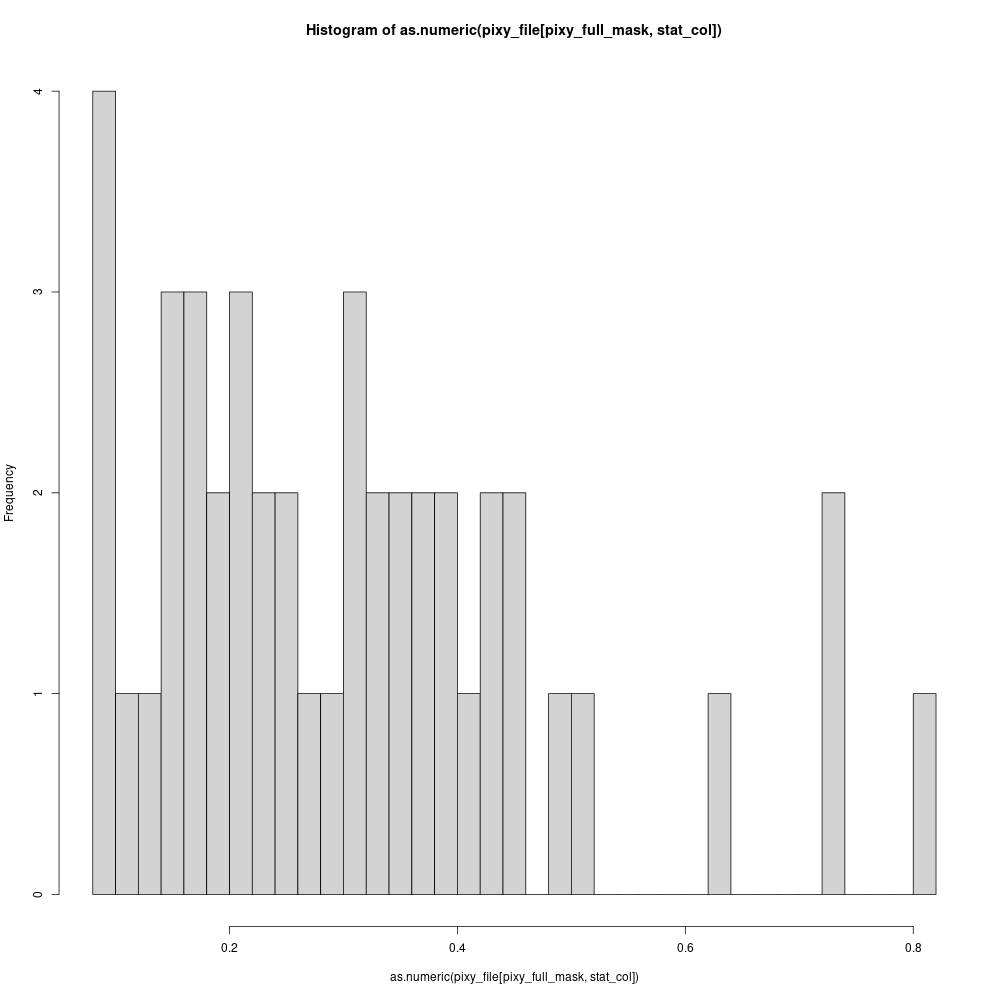 Histogram of as.numeric(pixy_file[pixy_full_mask, stat_col])
4
3
2
1
0
Frequency
0.2 0.4 0.6 0.8
as.numeric(pixy_file[pixy_full_mask, stat_col])